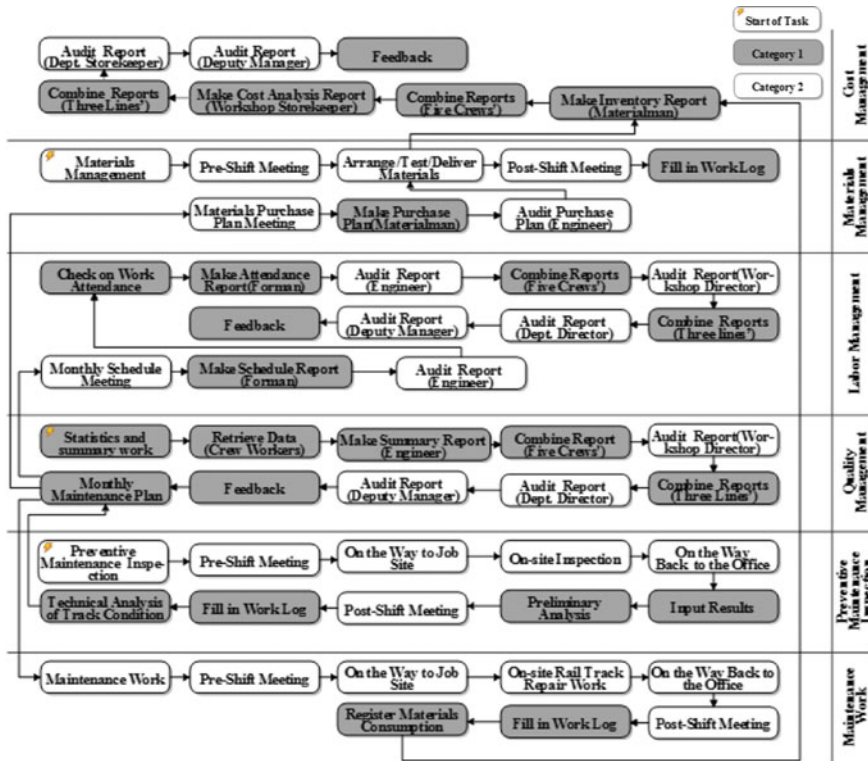 Start of Task
Category 1
Category 2
Cost
Management
Audit Report
(Dept. Storekeeper)
Audit Report
(Deputy Manager)
Feedback
Combine Reports
(Three Lines')
Make Cost Analysis Report
(Workshop Storekeeper)
Combine Reports
(Five Crews')
Make Inventory Report
(Materialman)
Materials
Management
Materials
Management
Pre-Shift Meeting
Arrange/Test/Deliver
Materials
Post-Shift Meeting
Fill in Work Log
Materials Purchase
Plan Meeting
Make Purchase
Plan(Materialman)
Audit Purchase
Plan (Engineer)
Labor Management
Check on Work
Attendance
Make Attendance
Report(Forman)
Audit Report
(Engineer)
Combine Reports
(Five Crews')
Audit Report(Wor-
kshop Director)
Feedback
Audit Report
(Deputy Manager)
Audit Report
(Dept. Director)
Combine Reports
(Three lines')
Monthly Schedule
Meeting
Make Schedule Report
(Forman)
Audit Report
(Engineer)
Quality
Management
Statistics and
summary work
Retrieve Data
(Crew Workers)
Make Summary Report
(Engineer)
Combine Report
(Five Crews'
Audit Report(Wor-
kshop Director)
Monthly
Maintenance Plan
Feedback
Audit Report
(Deputy Manager)
Audit Report
(Dept. Director)
Combine Reports
(Three Lines')
Preventive
Maintenance
Inspection
Preventive
Maintenance Inspe-
ction
Pre-Shift Meeting
On the Way to Job
Site
On-site Inspection
On the Way
Back to the Office
Technical Analysis
of Track Condition
Fill in Work Log
Post-Shift Meeting
Preliminary
Analysis
Input Results
Maintenance
Work
Maintenance Work
Pre-Shift Meeting
On the Way to Job
Site
On-site Rail Track
Repair Work
On the Way Back to
the Office
Register Materials
Consumption
Fill in Work Log
Post-Shift Meeting